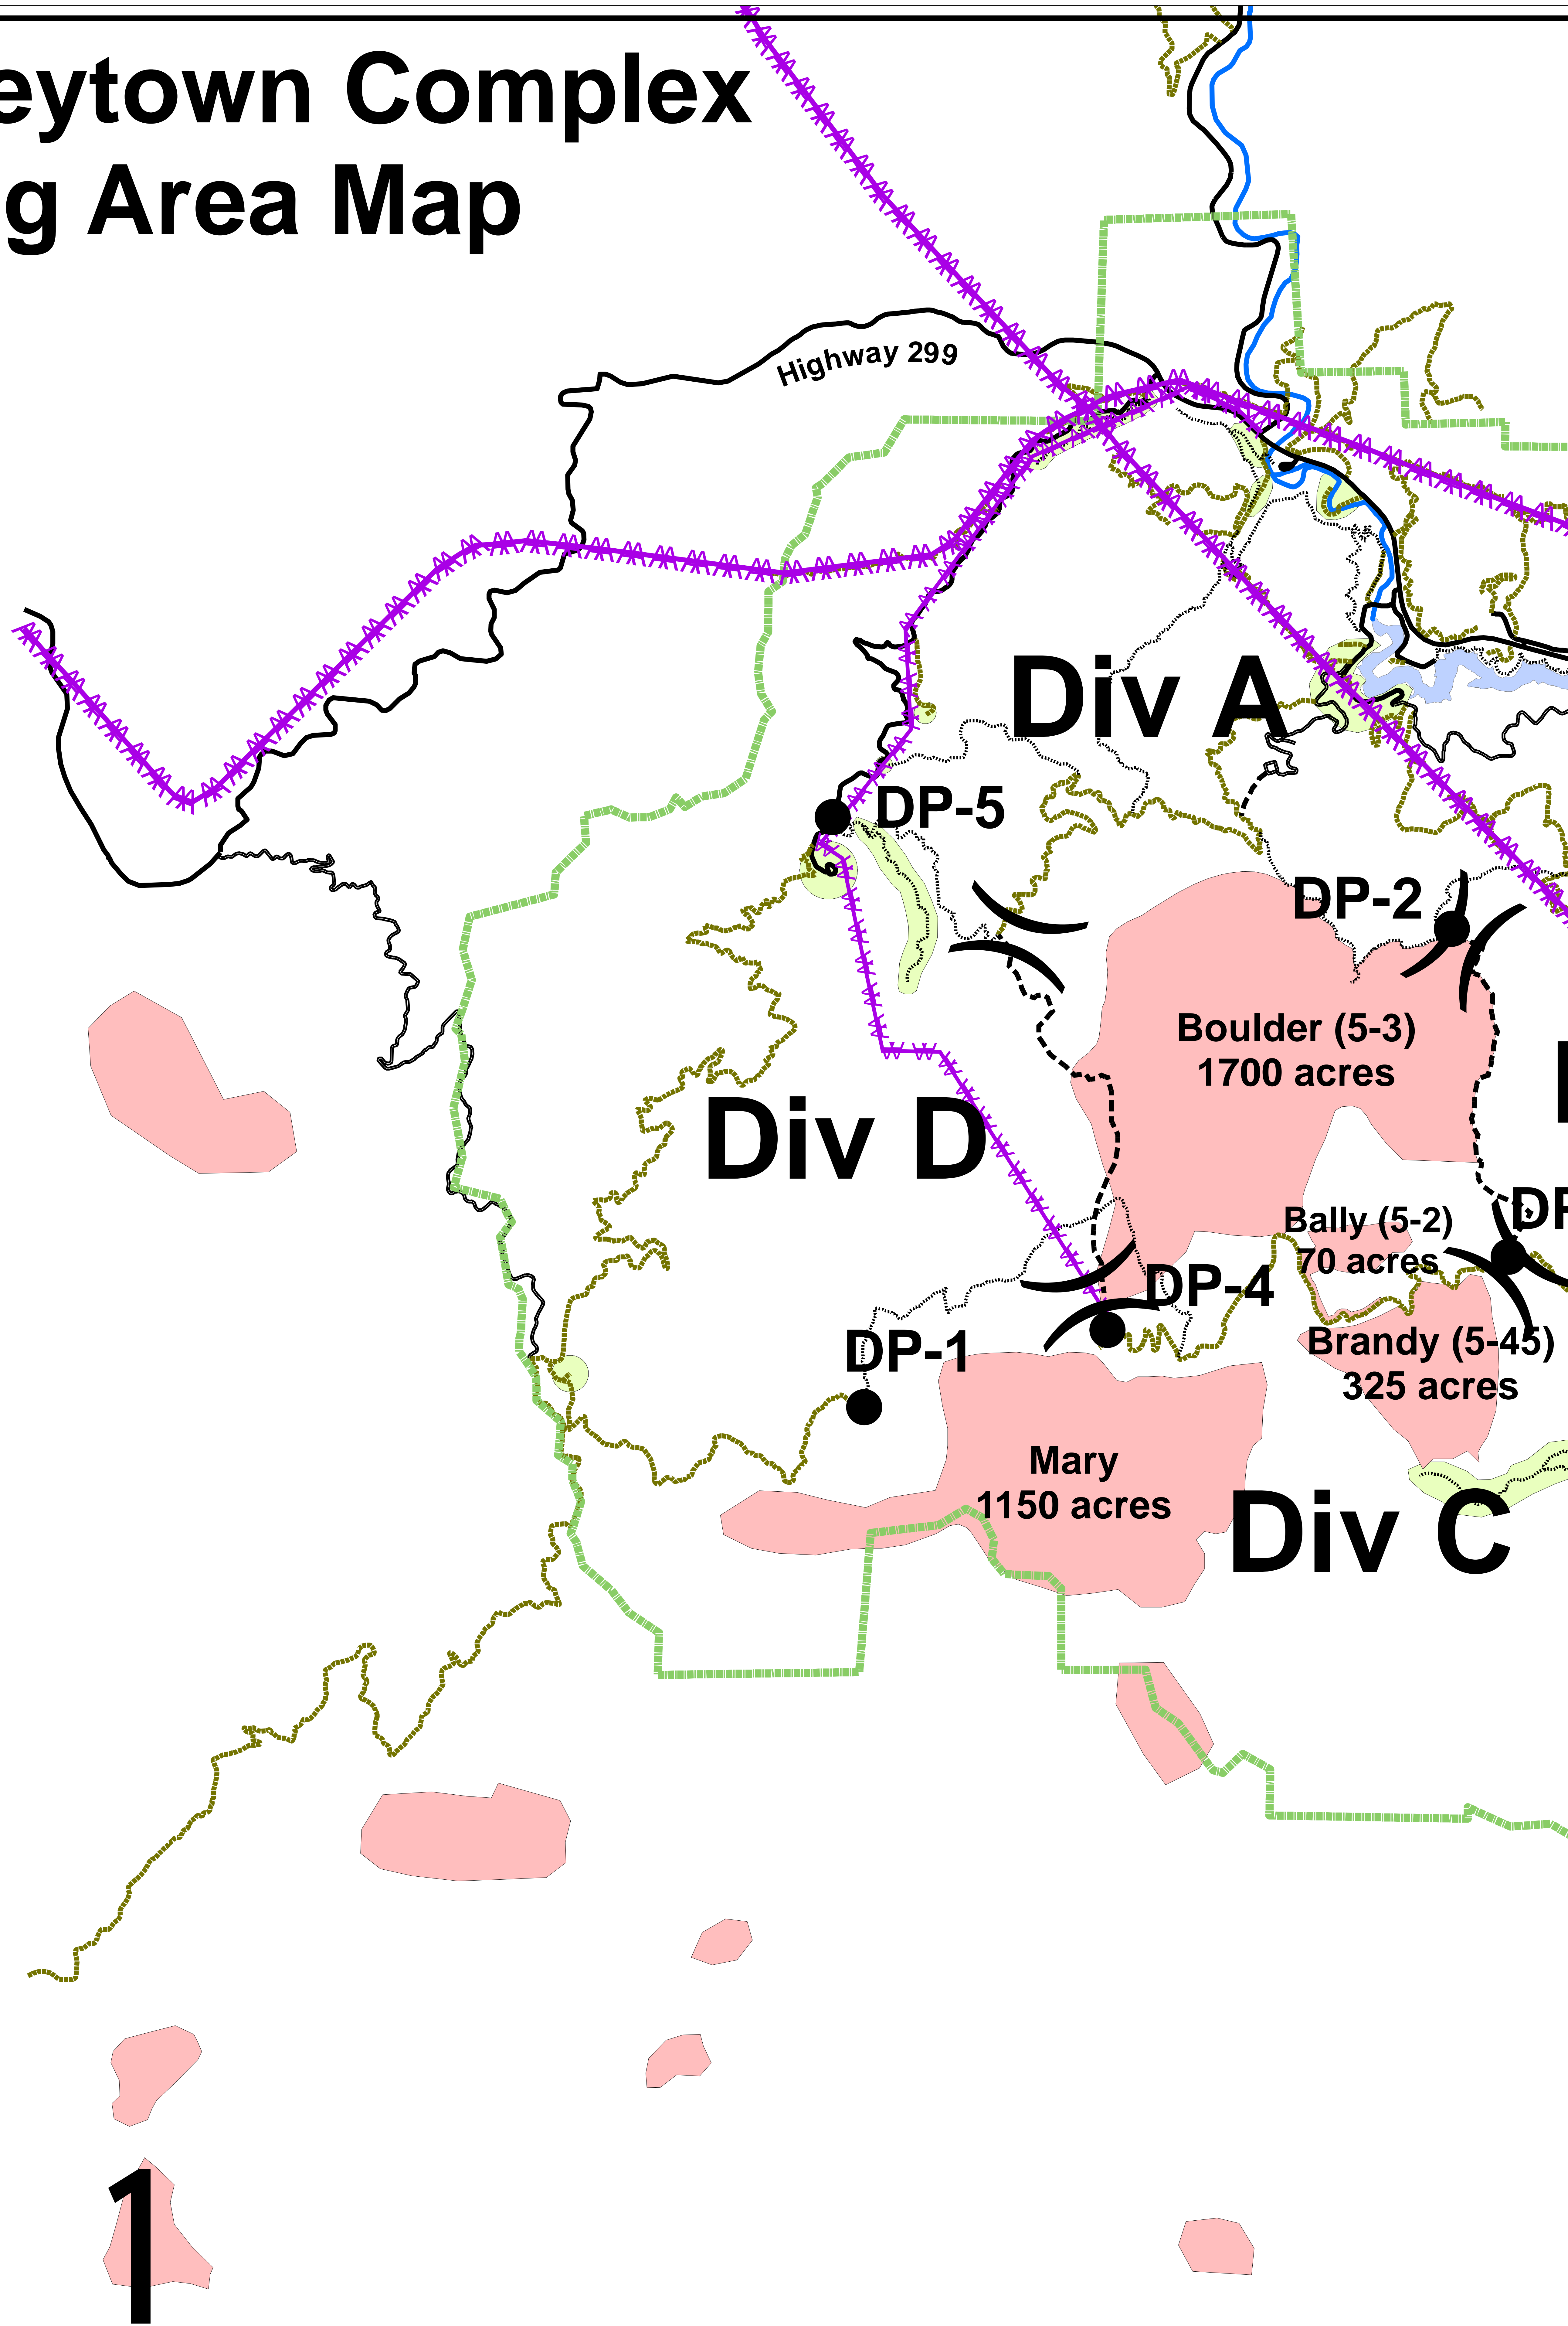 eytown Complex
g Area Map
Highway 299
Div A
DP-5
DP-2
Boulder (5-3)
1700 acres
Div D
DP
Bally (5-2)
70 acres
DP-4
DP-1
Brandy (5-45)
325 acres
Mary
1150 acres
Div C
1